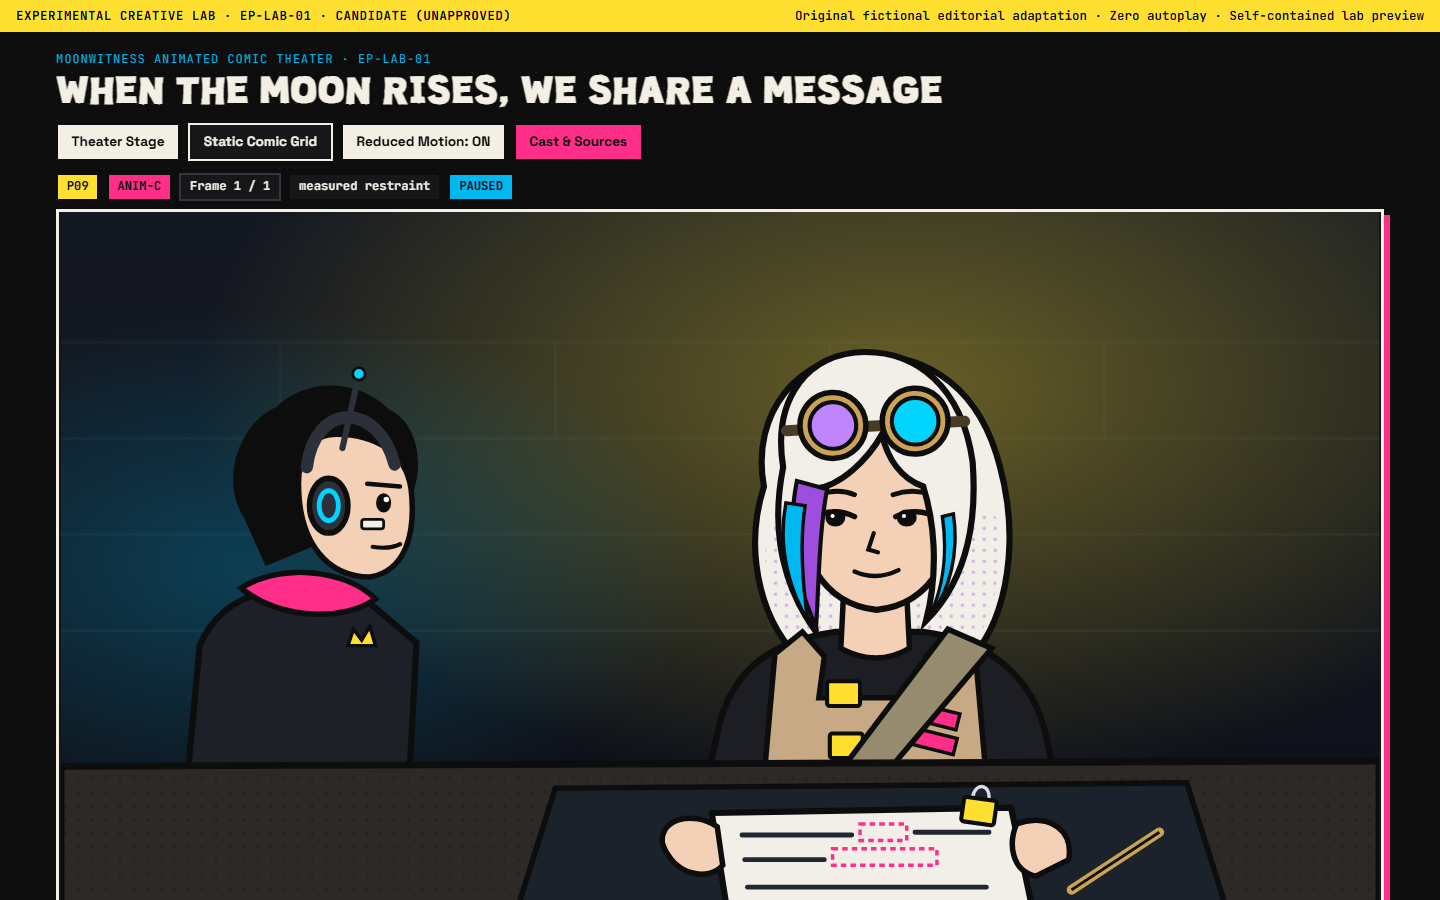 EXPERIMENTAL CREATIVE LAB · EP-LAB-01 · CANDIDATE (UNAPPROVED)
Original fictional editorial adaptation · Zero autoplay · Self-contained lab preview
MOONWITNESS ANIMATED COMIC THEATER · EP-LAB-01
WHEN THE MOON RISES, WE SHARE A MESSAGE
Theater Stage
Static Comic Grid
Reduced Motion: ON
Cast & Sources
P09
ANIM-C
Frame 1 / 1
measured restraint
PAUSED